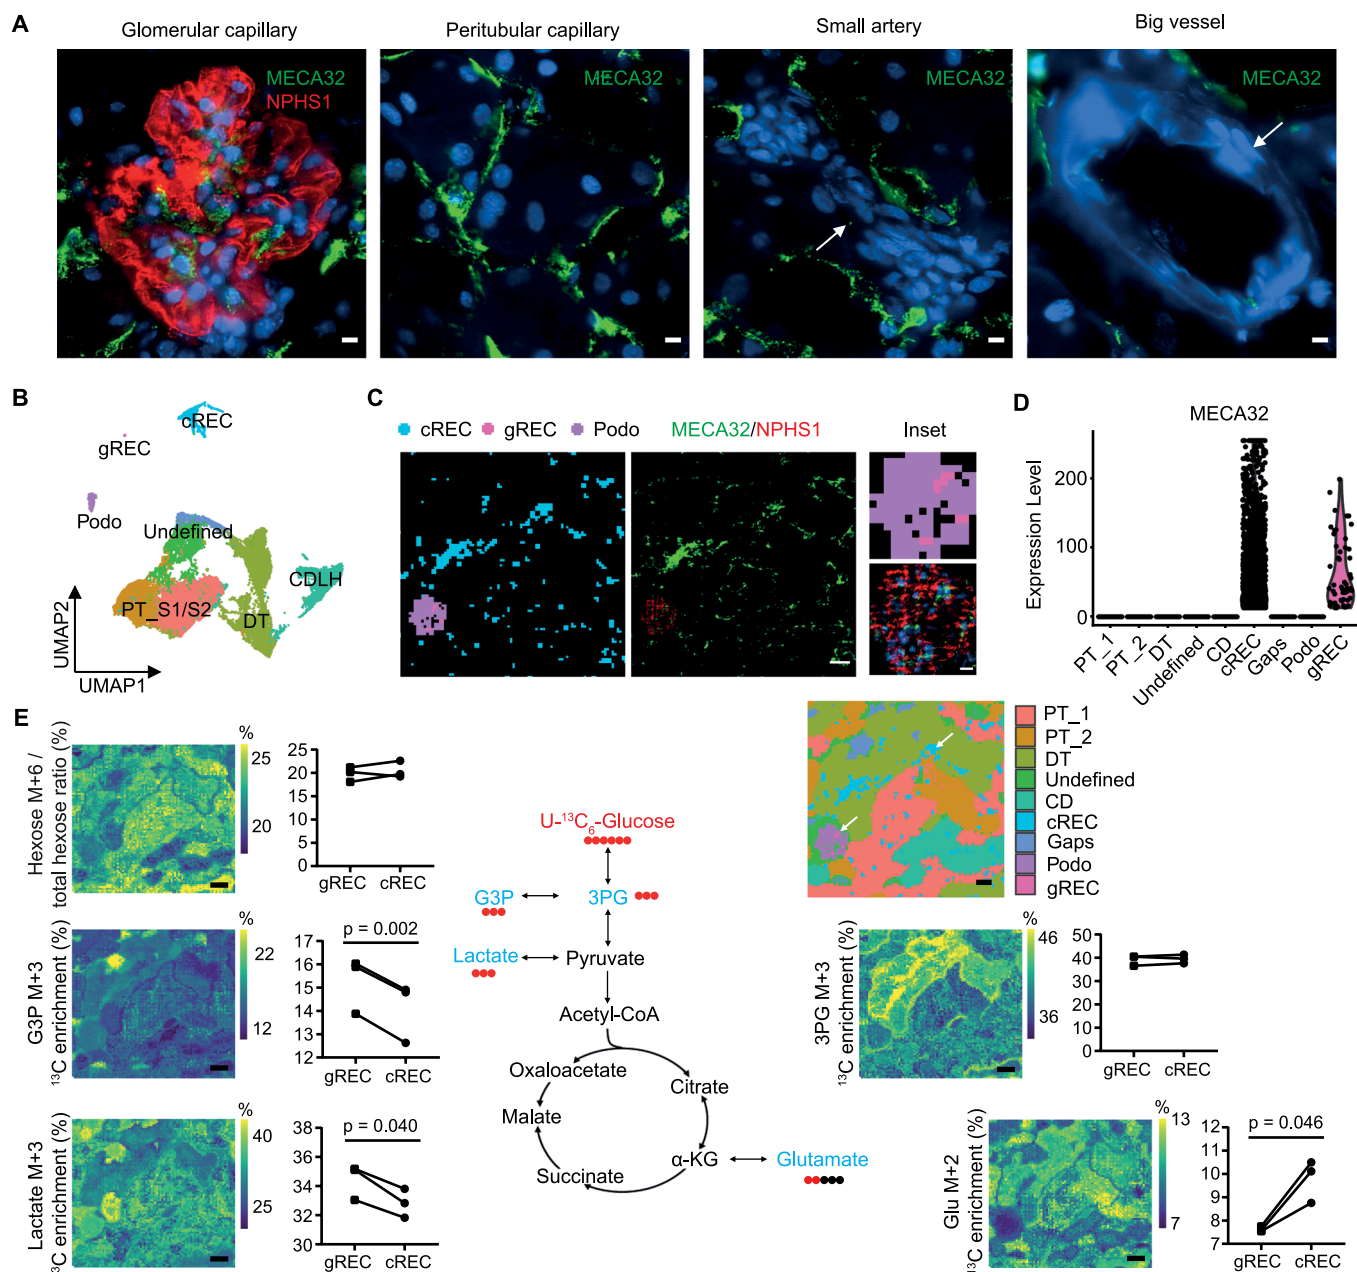 A
Glomerular capillary
Peritubular capillary
Small artery
Big vessel
MECA32
NPHS1
MECA32
MECA32
MECA32
B
cREC
gREC
Podo
Undefined
CDLH
PT_S1/S2
DT
UMAP2
UMAP1
C
cREC gREC Podo
MECA32/NPHS1
Inset
D
MECA32
Expression Level
200
100
0
PT_1
PT_2
DT
Undefined
CD
cREC
Gaps
Podo
gREC
E
Hexose M+6 /
total hexose ratio (%)
%
25
20
25
20
15
10
5
0
gREC cREC
G3P M+3
¹³C enrichment (%)
%
22
12
p = 0.002
17
16
15
14
13
12
gREC cREC
Lactate M+3
³C enrichment (%)
%
40
25
p = 0.040
38
36
34
32
30
gREC cREC
U-¹³C₆-Glucose
G3P
3PG
Lactate
Pyruvate
Acetyl-CoA
Oxaloacetate
Citrate
Malate
Succinate
α-KG
Glutamate
PT_1
PT_2
DT
Undefined
CD
cREC
Gaps
Podo
gREC
3PG M+3
¹³C enrichment (%)
%
46
36
50
40
30
20
10
0
gREC cREC
Glu M+2
¹³C enrichment (%)
%
13
7
p = 0.046
12
11
10
9
8
7
gREC cREC